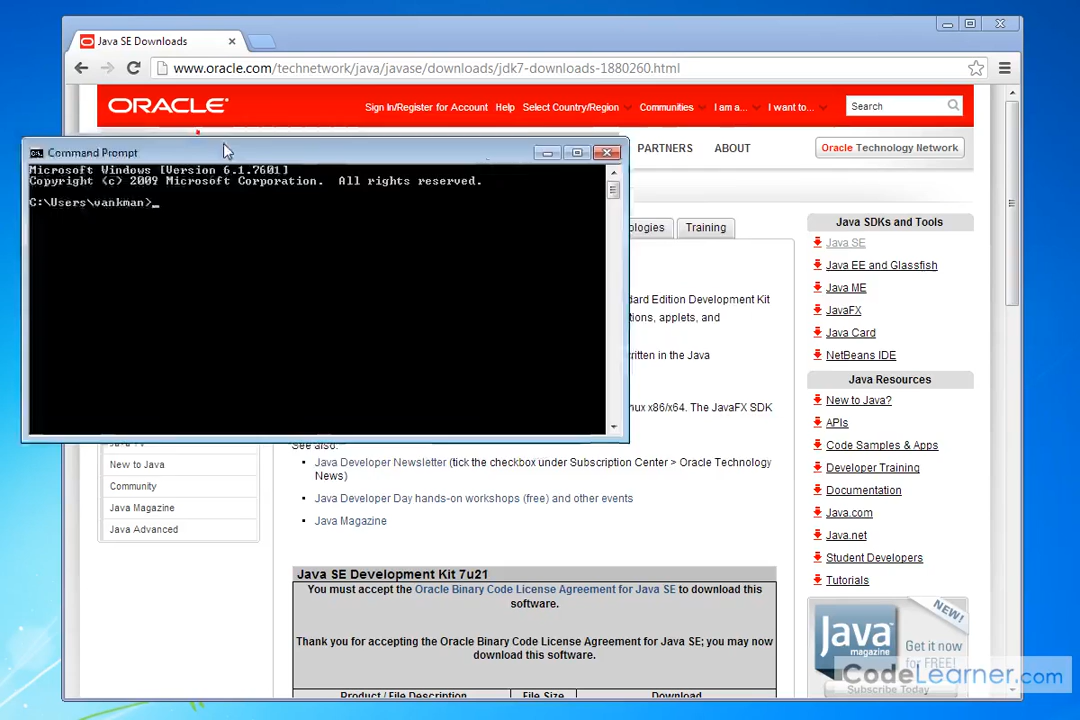 Java SE Downloads
www.oracle.com/technetwork/java/javase/downloads/jdk7-downloads-1880260.html
ORACLE
Sign In/Register for Account Help Select Country/Region Communities I am a... I want to... Search
PARTNERS ABOUT Oracle Technology Network
Command Prompt
Microsoft Windows [Version 6.1.7601]
Copyright (c) 2009 Microsoft Corporation. All rights reserved.
C:\Users\vankman>_
ologies Training
dard Edition Development Kit
tions, applets, and
written in the Java
nux x86/x64. The JavaFX SDK
See also:
Java Developer Newsletter (tick the checkbox under Subscription Center > Oracle Technology
News)
Java Developer Day hands-on workshops (free) and other events
Java Magazine
New to Java
Community
Java Magazine
Java Advanced
Java SE Development Kit 7u21
You must accept the Oracle Binary Code License Agreement for Java SE to download this
software.
Thank you for accepting the Oracle Binary Code License Agreement for Java SE; you may now
download this software.
Product / File Description File Size Download
Java SDKs and Tools
Java SE
Java EE and Glassfish
Java ME
JavaFX
Java Card
NetBeans IDE
Java Resources
New to Java?
APIs
Code Samples & Apps
Developer Training
Documentation
Java.com
Java.net
Student Developers
Tutorials
NEW!
Java
magazine
Get it now
for FREE!
Subscribe Today
CodeLearner.com